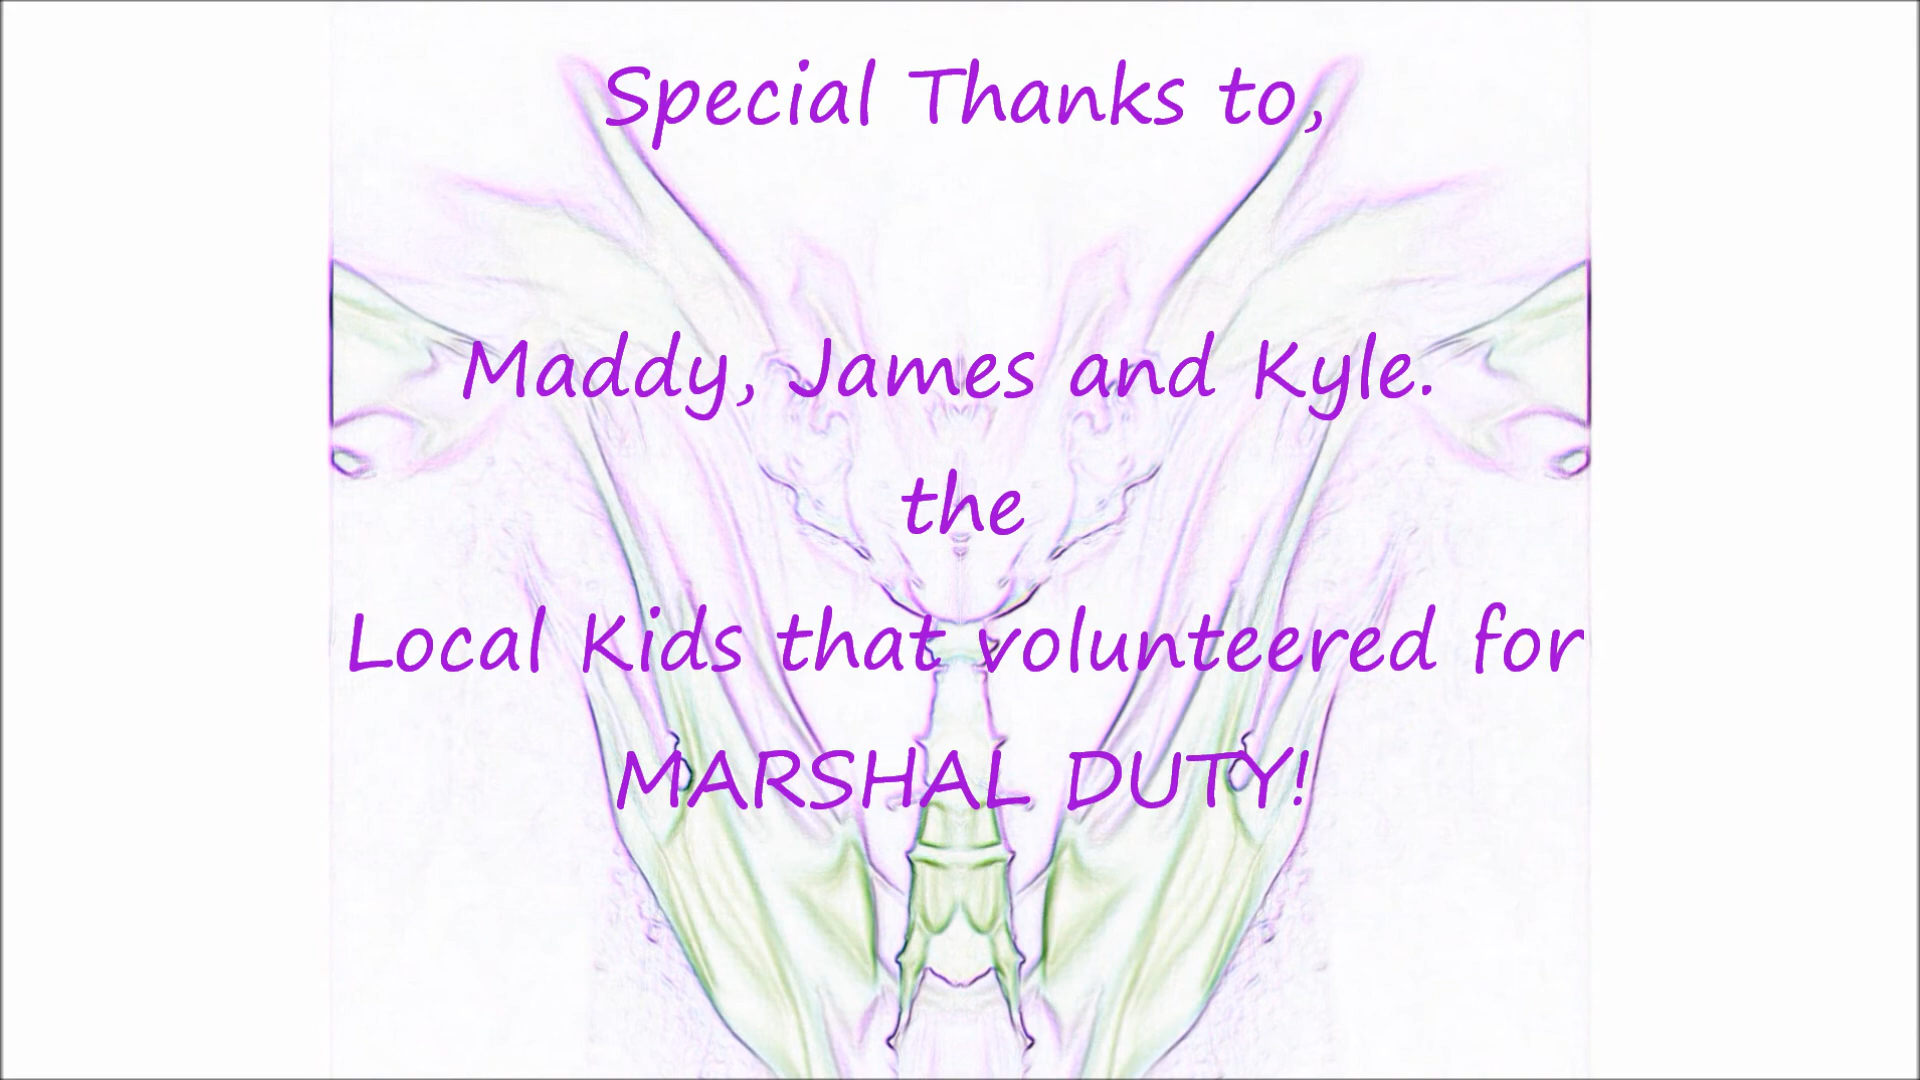 Special Thanks to,
Maddy, James and Kyle.
the
Local Kids that volunteered for
MARSHAL DUTY!